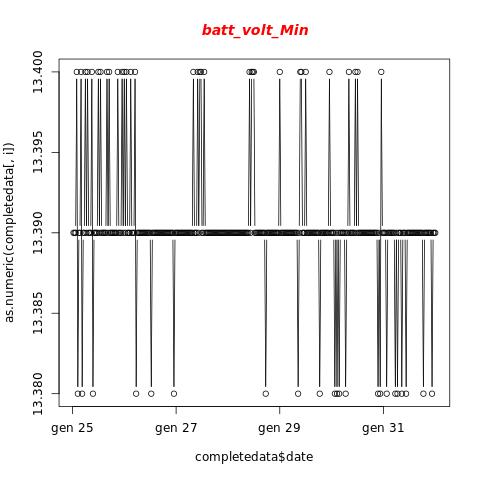 batt_volt_Min
as.numeric(completedata[, i])
13.400
13.395
13.390
13.385
13.380
gen 25
gen 27
gen 29
gen 31
completedata$date